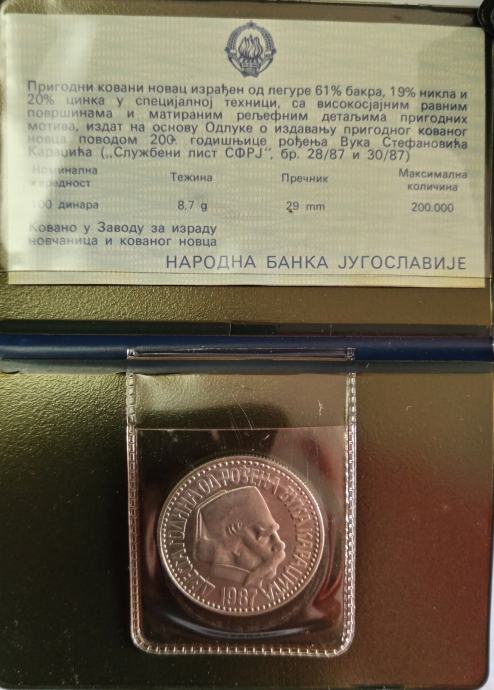 Пригодни ковани новац израђен од легуре 61% бакра, 19% никла и
20% цинка у специјалној техници, са високосјајним равним
површинама и матираним рељефним детаљима пригодних
мотива, издат на основу Одлуке о издавању пригодног кованог
новца поводом 200. годишњице рођења Вука Стефановића
Караџића („Службени лист СФРЈ”, бр. 28/87 и 30/87)
Номинална вредност Тежина Пречник Максимална количина
100 динара 8,7 g 29 mm 200.000
Ковано у Заводу за израду
новчаница и кованог новца
НАРОДНА БАНКА ЈУГОСЛАВИЈЕ
ГОДИНА ОД РОЂЕЊА ВУКА КАРАЏИЋА
1987